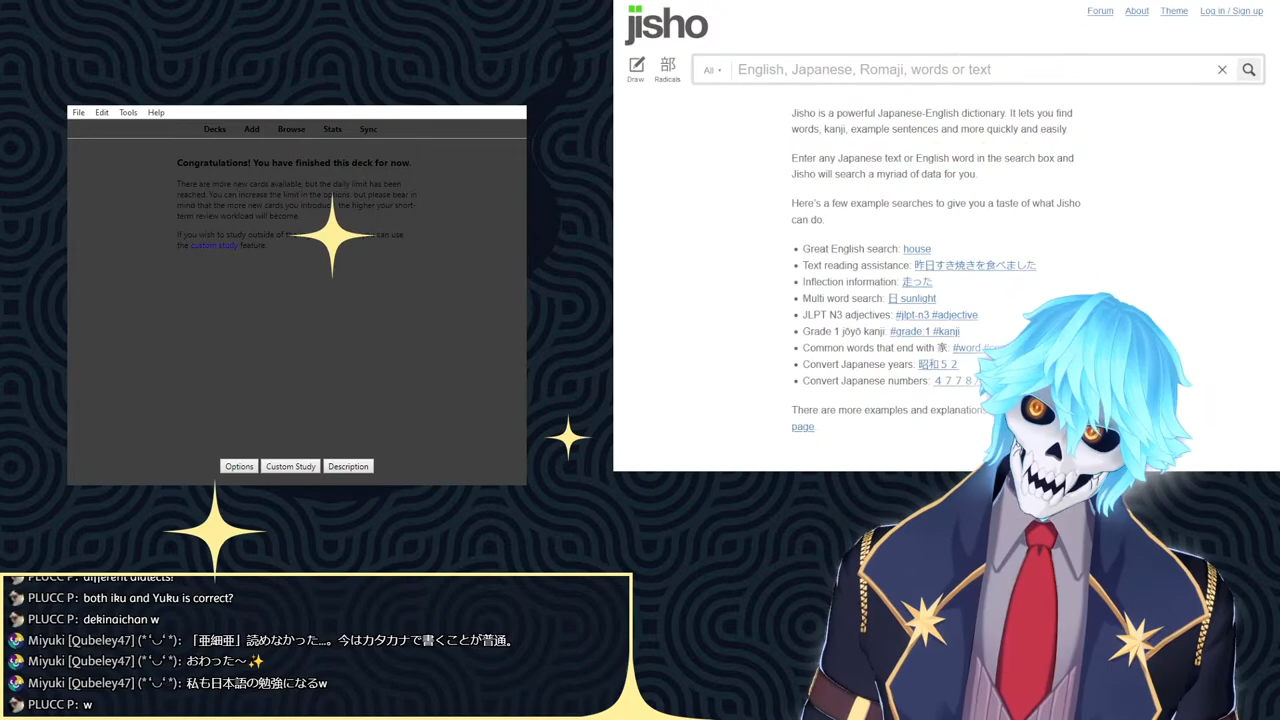 File Edit Tools Help
Decks Add Browse Stats Sync
Congratulations! You have finished this deck for now.
There are more new cards available, but the daily limit has been
reached. You can increase the limit in the options, but please bear in
mind that the more new cards you introduce, the higher your short-
term review workload will become.
If you wish to study outside of the can use
the custom study feature.
Options Custom Study Description
jisho
Forum About Theme Log in / Sign up
Draw
部
Radicals
All
English, Japanese, Romaji, words or text
Jisho is a powerful Japanese-English dictionary. It lets you find
words, kanji, example sentences and more quickly and easily
Enter any Japanese text or English word in the search box and
Jisho will search a myriad of data for you.
Here's a few example searches to give you a taste of what Jisho
can do.
Great English search: house
Text reading assistance: 昨日すき焼きを食べました
Inflection information: 走った
Multi word search: 日 sunlight
JLPT N3 adjectives: #jlpt-n3 #adjective
Grade 1 jōyō kanji: #grade:1 #kanji
Common words that end with 家: #word
Convert Japanese years: 昭和５２
Convert Japanese numbers: ４７７８
There are more examples and
page
PLUCC P: different dialects!
PLUCC P: both iku and Yuku is correct?
PLUCC P: dekinaichan w
Miyuki [Qubeley47] (*'◡'*): 「亜細亜」読めなかった…。今はカタカナで書くことが普通。
Miyuki [Qubeley47] (*'◡'*): おわった～✨
Miyuki [Qubeley47] (*'◡'*): 私も日本語の勉強になるw
PLUCC P: w